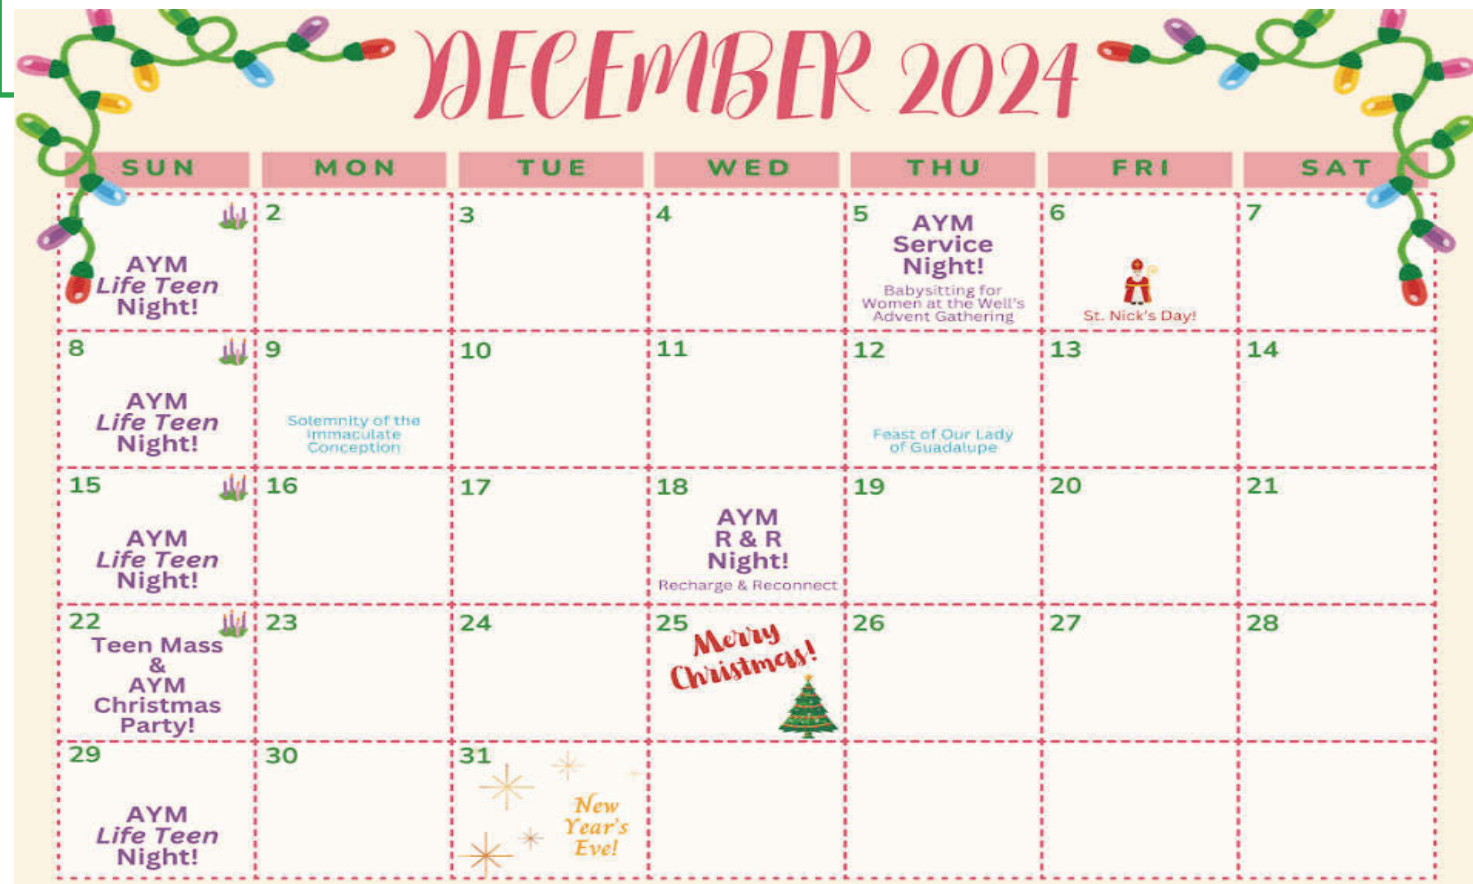 DECEMBER 2024
SUN MON TUE WED THU FRI SAT
AYM
Life Teen
Night!
2
3
4
5
AYM
Service
Night!
Babysitting for
Women at the Well's
Advent Gathering
6
St. Nick's Day!
7
8
AYM
Life Teen
Night!
9
Solemnity of the
Immaculate
Conception
10
11
12
Feast of Our Lady
of Guadalupe
13
14
15
AYM
Life Teen
Night!
16
17
18
AYM
R & R
Night!
Recharge & Reconnect
19
20
21
22
Teen Mass
&
AYM
Christmas
Party!
23
24
25
Merry
Christmas!
26
27
28
29
AYM
Life Teen
Night!
30
31
New
Year's
Eve!